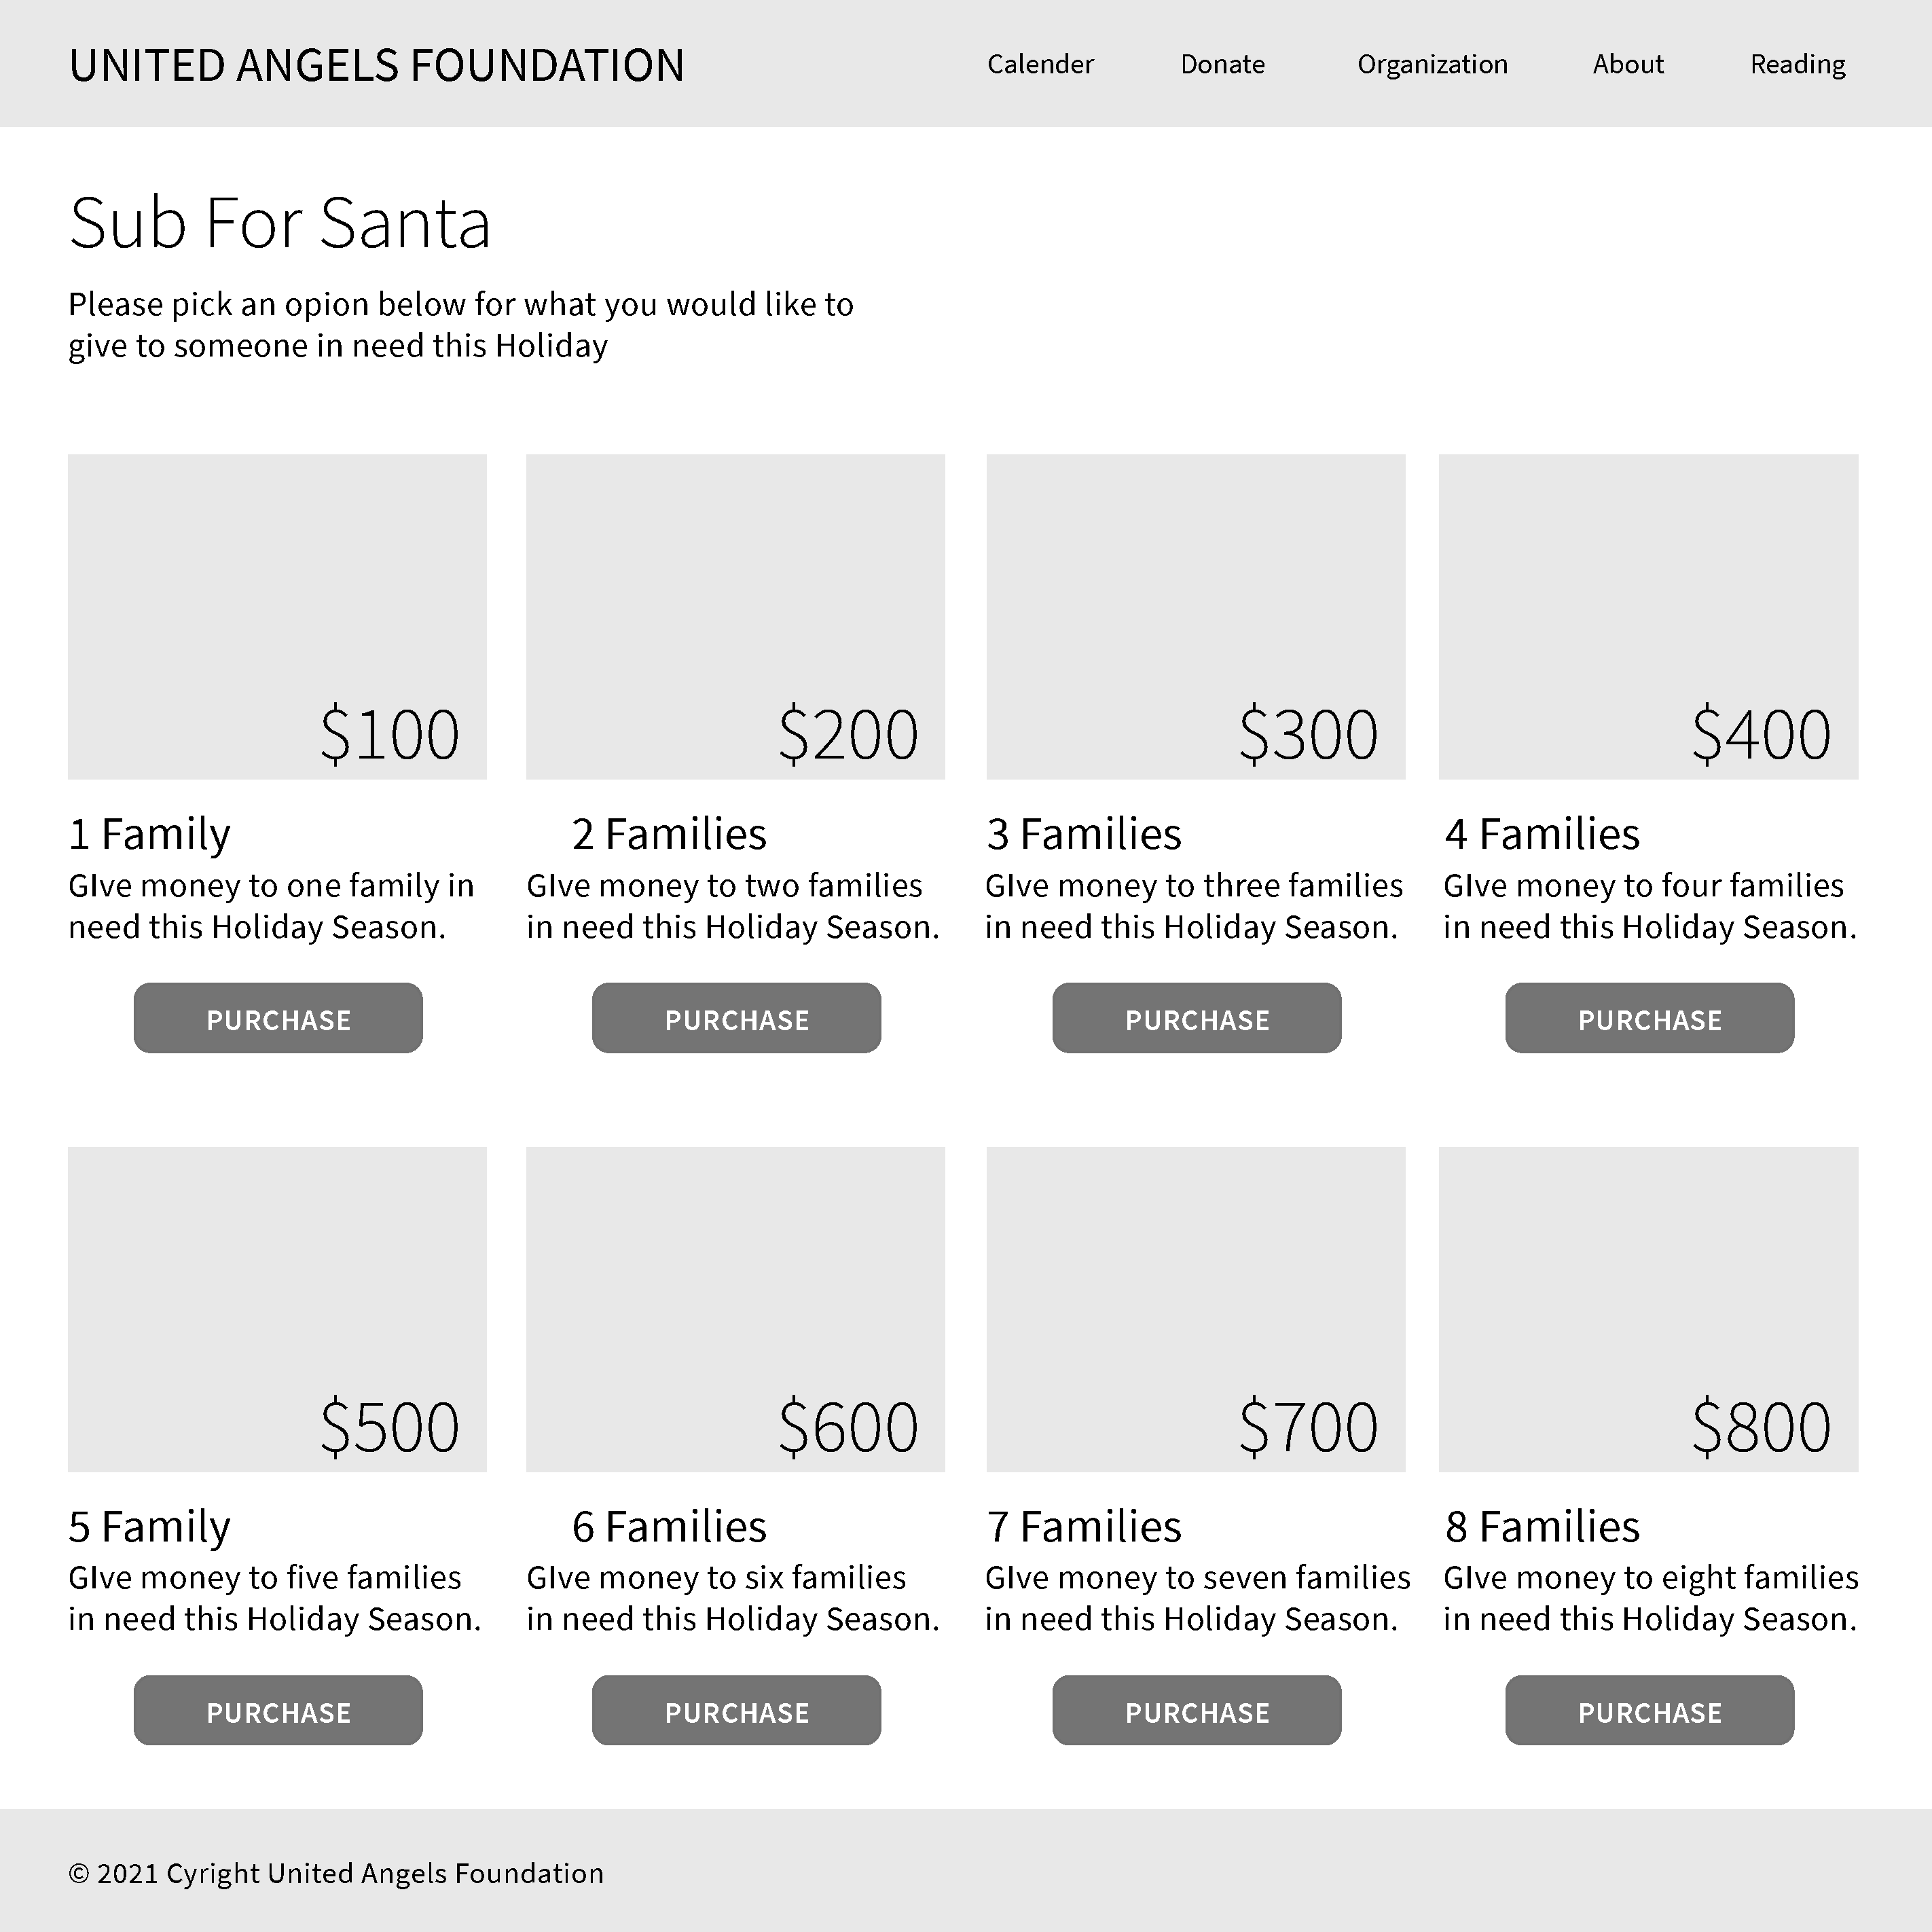 UNITED ANGELS FOUNDATION
Calender
Donate
Organization
About
Reading
Sub For Santa
Please pick an opion below for what you would like to
give to someone in need this Holiday
$100
$200
$300
$400
1 Family
GIve money to one family in
need this Holiday Season.
PURCHASE
2 Families
GIve money to two families
in need this Holiday Season.
PURCHASE
3 Families
GIve money to three families
in need this Holiday Season.
PURCHASE
4 Families
GIve money to four families
in need this Holiday Season.
PURCHASE
$500
$600
$700
$800
5 Family
GIve money to five families
in need this Holiday Season.
PURCHASE
6 Families
GIve money to six families
in need this Holiday Season.
PURCHASE
7 Families
GIve money to seven families
in need this Holiday Season.
PURCHASE
8 Families
GIve money to eight families
in need this Holiday Season.
PURCHASE
© 2021 Cyright United Angels Foundation